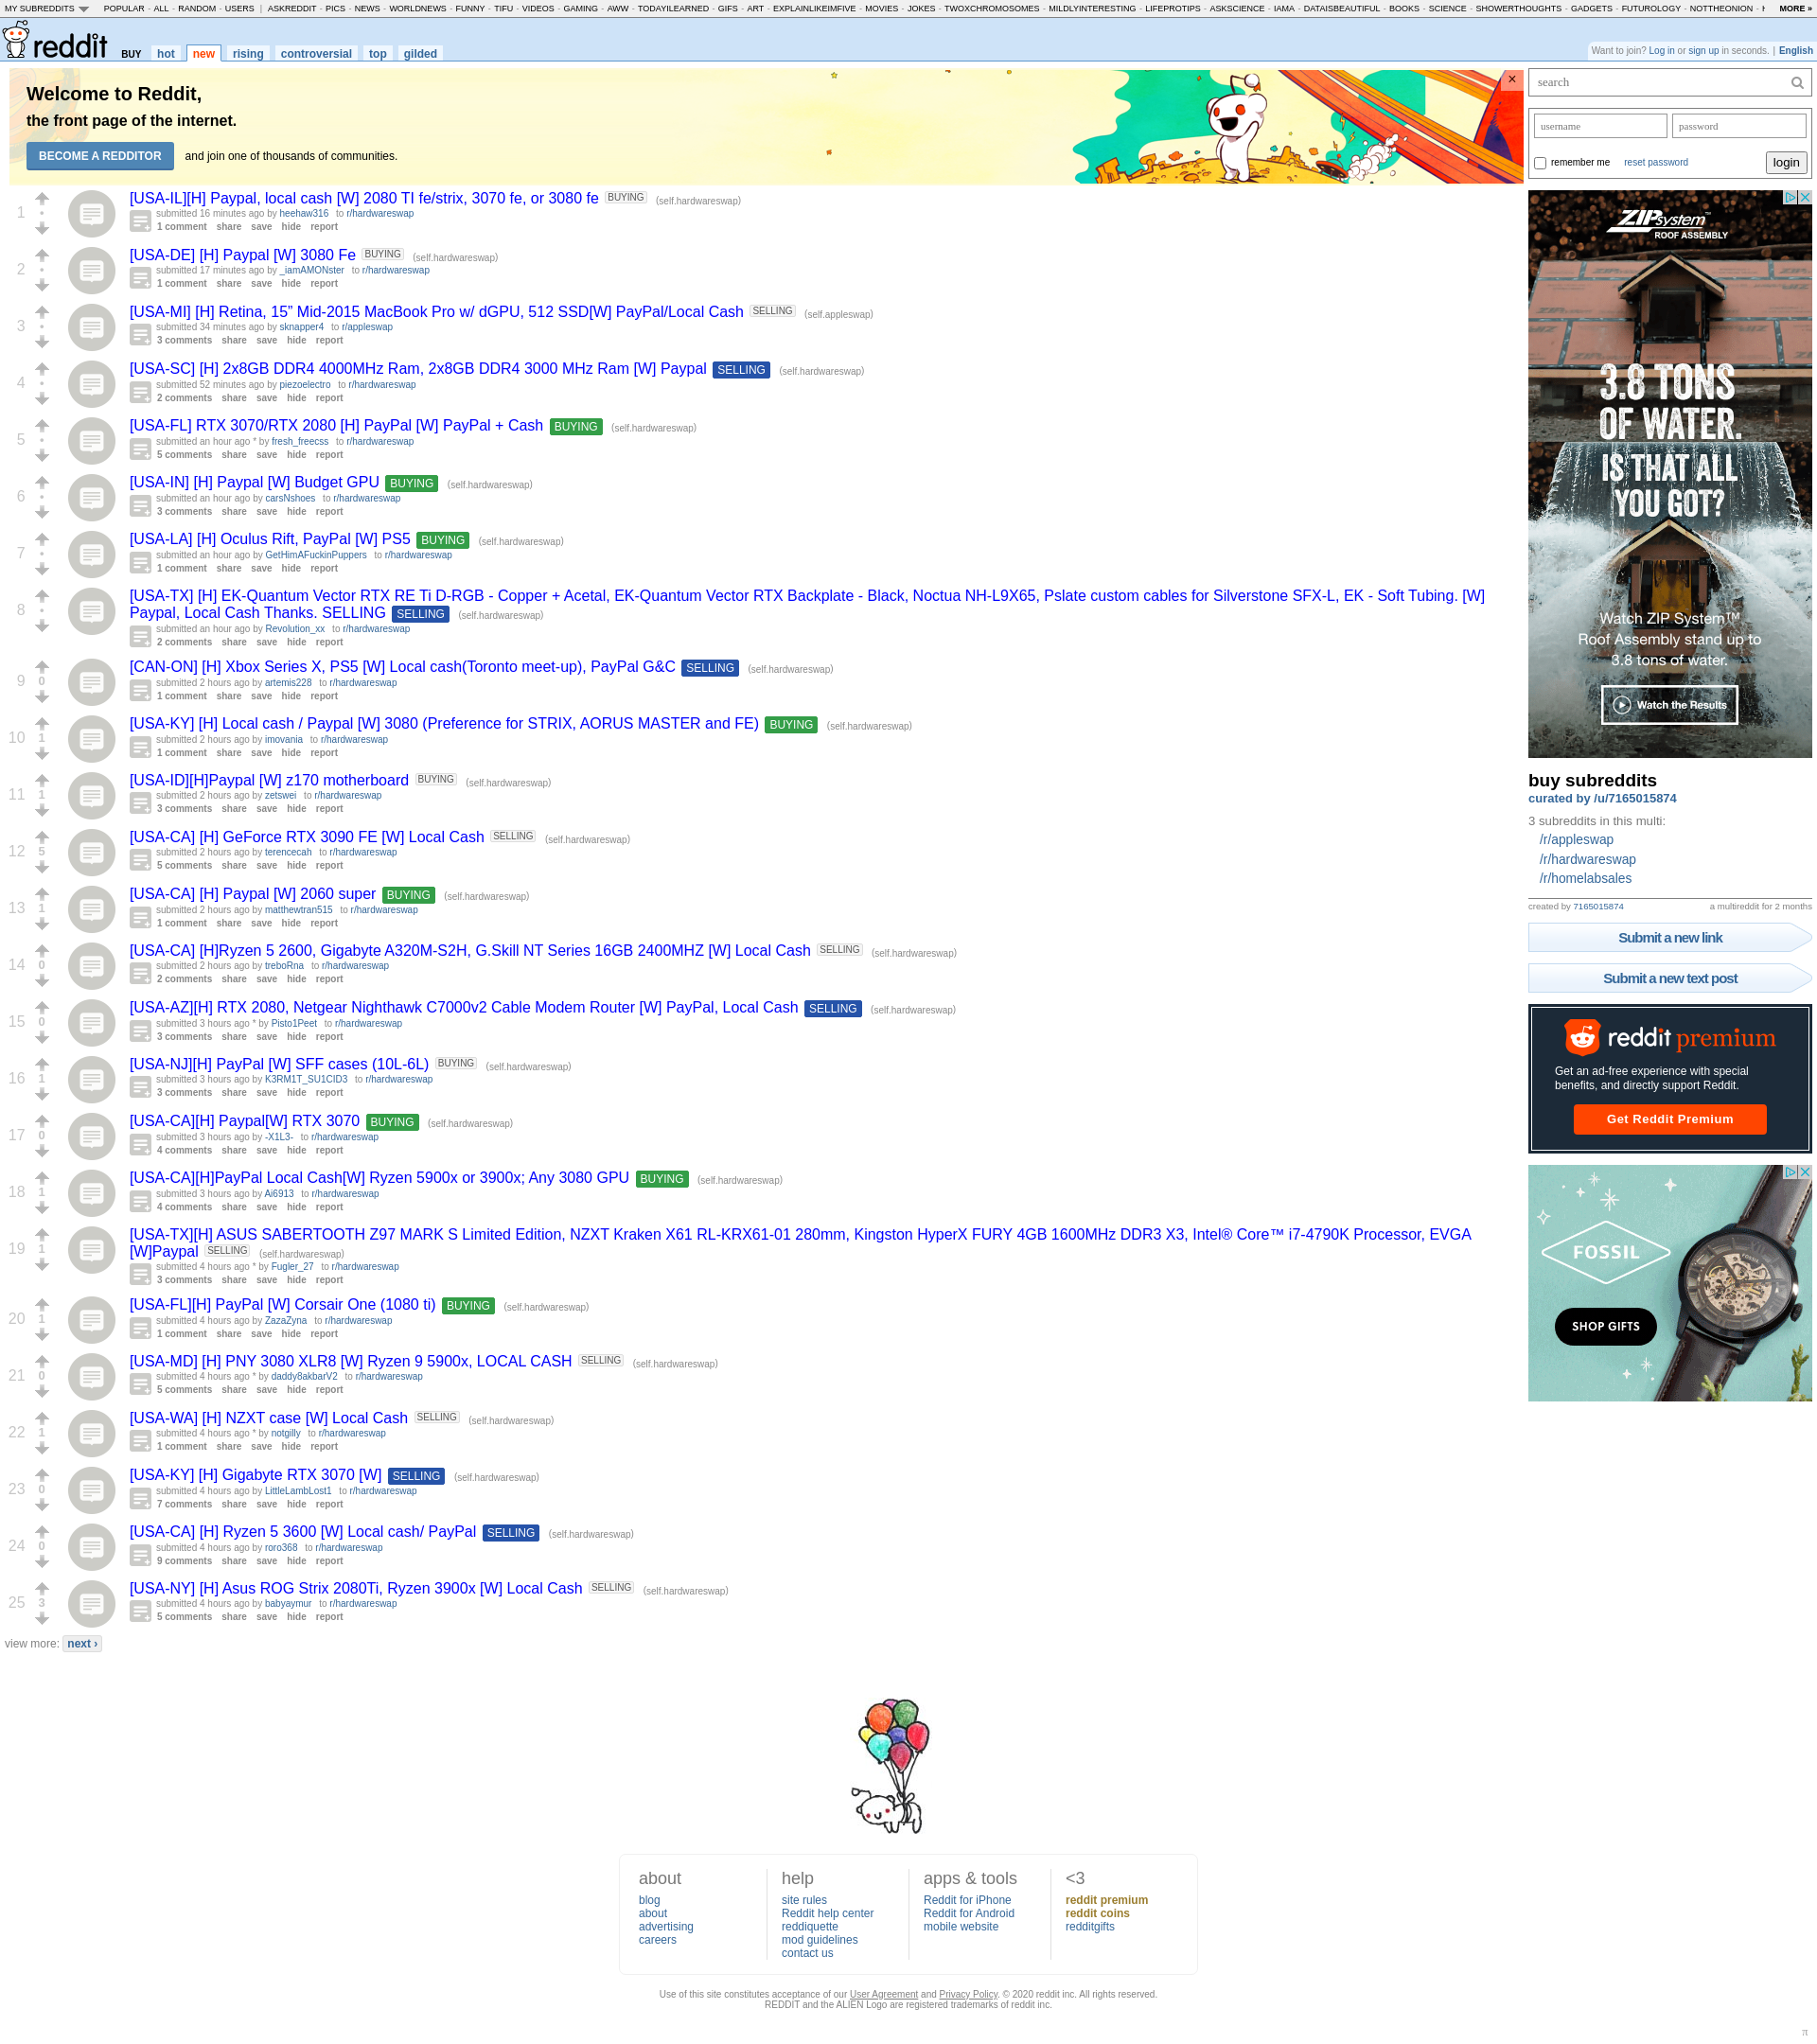 MY SUBREDDITS POPULAR - ALL - RANDOM - USERS | ASKREDDIT - PICS - NEWS - WORLDNEWS - FUNNY - TIFU - VIDEOS - GAMING - AWW - TODAYILEARNED - GIFS - ART - EXPLAINLIKEIMFIVE - MOVIES - JOKES - TWOXCHROMOSOMES - MILDLYINTERESTING - LIFEPROTIPS - ASKSCIENCE - IAMA - DATAISBEAUTIFUL - BOOKS - SCIENCE - SHOWERTHOUGHTS - GADGETS - FUTUROLOGY - NOTTHEONION - MORE »
reddit BUY hot new rising controversial top gilded
Want to join? Log in or sign up in seconds. | English
Welcome to Reddit,
the front page of the internet.
BECOME A REDDITOR and join one of thousands of communities.
×
1
[USA-IL][H] Paypal, local cash [W] 2080 TI fe/strix, 3070 fe, or 3080 fe BUYING (self.hardwareswap)
submitted 16 minutes ago by heehaw316 to r/hardwareswap
1 comment share save hide report
2
[USA-DE] [H] Paypal [W] 3080 Fe BUYING (self.hardwareswap)
submitted 17 minutes ago by _iamAMONster to r/hardwareswap
1 comment share save hide report
3
[USA-MI] [H] Retina, 15” Mid-2015 MacBook Pro w/ dGPU, 512 SSD[W] PayPal/Local Cash SELLING (self.appleswap)
submitted 34 minutes ago by sknapper4 to r/appleswap
3 comments share save hide report
4
[USA-SC] [H] 2x8GB DDR4 4000MHz Ram, 2x8GB DDR4 3000 MHz Ram [W] Paypal SELLING (self.hardwareswap)
submitted 52 minutes ago by piezoelectro to r/hardwareswap
2 comments share save hide report
5
[USA-FL] RTX 3070/RTX 2080 [H] PayPal [W] PayPal + Cash BUYING (self.hardwareswap)
submitted an hour ago * by fresh_freecss to r/hardwareswap
5 comments share save hide report
6
[USA-IN] [H] Paypal [W] Budget GPU BUYING (self.hardwareswap)
submitted an hour ago by carsNshoes to r/hardwareswap
3 comments share save hide report
7
[USA-LA] [H] Oculus Rift, PayPal [W] PS5 BUYING (self.hardwareswap)
submitted an hour ago by GetHimAFuckinPuppers to r/hardwareswap
1 comment share save hide report
8
[USA-TX] [H] EK-Quantum Vector RTX RE Ti D-RGB - Copper + Acetal, EK-Quantum Vector RTX Backplate - Black, Noctua NH-L9X65, Pslate custom cables for Silverstone SFX-L, EK - Soft Tubing. [W]
Paypal, Local Cash Thanks. SELLING SELLING (self.hardwareswap)
submitted an hour ago by Revolution_xx to r/hardwareswap
2 comments share save hide report
9 0
[CAN-ON] [H] Xbox Series X, PS5 [W] Local cash(Toronto meet-up), PayPal G&C SELLING (self.hardwareswap)
submitted 2 hours ago by artemis228 to r/hardwareswap
1 comment share save hide report
10 1
[USA-KY] [H] Local cash / Paypal [W] 3080 (Preference for STRIX, AORUS MASTER and FE) BUYING (self.hardwareswap)
submitted 2 hours ago by imovania to r/hardwareswap
1 comment share save hide report
11 1
[USA-ID][H]Paypal [W] z170 motherboard BUYING (self.hardwareswap)
submitted 2 hours ago by zetswei to r/hardwareswap
3 comments share save hide report
12 5
[USA-CA] [H] GeForce RTX 3090 FE [W] Local Cash SELLING (self.hardwareswap)
submitted 2 hours ago by terencecah to r/hardwareswap
5 comments share save hide report
13 1
[USA-CA] [H] Paypal [W] 2060 super BUYING (self.hardwareswap)
submitted 2 hours ago by matthewtran515 to r/hardwareswap
1 comment share save hide report
14 0
[USA-CA] [H]Ryzen 5 2600, Gigabyte A320M-S2H, G.Skill NT Series 16GB 2400MHZ [W] Local Cash SELLING (self.hardwareswap)
submitted 2 hours ago by treboRna to r/hardwareswap
2 comments share save hide report
15 0
[USA-AZ][H] RTX 2080, Netgear Nighthawk C7000v2 Cable Modem Router [W] PayPal, Local Cash SELLING (self.hardwareswap)
submitted 3 hours ago * by Pisto1Peet to r/hardwareswap
3 comments share save hide report
16 1
[USA-NJ][H] PayPal [W] SFF cases (10L-6L) BUYING (self.hardwareswap)
submitted 3 hours ago by K3RM1T_SU1CID3 to r/hardwareswap
3 comments share save hide report
17 0
[USA-CA][H] Paypal[W] RTX 3070 BUYING (self.hardwareswap)
submitted 3 hours ago by -X1L3- to r/hardwareswap
4 comments share save hide report
18 1
[USA-CA][H]PayPal Local Cash[W] Ryzen 5900x or 3900x; Any 3080 GPU BUYING (self.hardwareswap)
submitted 3 hours ago by Ai6913 to r/hardwareswap
4 comments share save hide report
19 1
[USA-TX][H] ASUS SABERTOOTH Z97 MARK S Limited Edition, NZXT Kraken X61 RL-KRX61-01 280mm, Kingston HyperX FURY 4GB 1600MHz DDR3 X3, Intel® Core™ i7-4790K Processor, EVGA
[W]Paypal SELLING (self.hardwareswap)
submitted 4 hours ago * by Fugler_27 to r/hardwareswap
3 comments share save hide report
20 1
[USA-FL][H] PayPal [W] Corsair One (1080 ti) BUYING (self.hardwareswap)
submitted 4 hours ago by ZazaZyna to r/hardwareswap
1 comment share save hide report
21 0
[USA-MD] [H] PNY 3080 XLR8 [W] Ryzen 9 5900x, LOCAL CASH SELLING (self.hardwareswap)
submitted 4 hours ago * by daddy8akbarV2 to r/hardwareswap
5 comments share save hide report
22 1
[USA-WA] [H] NZXT case [W] Local Cash SELLING (self.hardwareswap)
submitted 4 hours ago * by notgilly to r/hardwareswap
1 comment share save hide report
23 0
[USA-KY] [H] Gigabyte RTX 3070 [W] SELLING (self.hardwareswap)
submitted 4 hours ago by LittleLambLost1 to r/hardwareswap
7 comments share save hide report
24 0
[USA-CA] [H] Ryzen 5 3600 [W] Local cash/ PayPal SELLING (self.hardwareswap)
submitted 4 hours ago by roro368 to r/hardwareswap
9 comments share save hide report
25 3
[USA-NY] [H] Asus ROG Strix 2080Ti, Ryzen 3900x [W] Local Cash SELLING (self.hardwareswap)
submitted 4 hours ago by babyaymur to r/hardwareswap
5 comments share save hide report
view more: next ›
search
username password
remember me reset password login
ZIP system™
ROOF ASSEMBLY
3.8 TONS
OF WATER.
IS THAT ALL
YOU GOT?
Watch ZIP System™
Roof Assembly stand up to
3.8 tons of water.
Watch the Results
buy subreddits
curated by /u/7165015874
3 subreddits in this multi:
/r/appleswap
/r/hardwareswap
/r/homelabsales
created by 7165015874 a multireddit for 2 months
Submit a new link
Submit a new text post
reddit premium
Get an ad-free experience with special
benefits, and directly support Reddit.
Get Reddit Premium
FOSSIL
SHOP GIFTS
about
blog
about
advertising
careers
help
site rules
Reddit help center
reddiquette
mod guidelines
contact us
apps & tools
Reddit for iPhone
Reddit for Android
mobile website
<3
reddit premium
reddit coins
redditgifts
Use of this site constitutes acceptance of our User Agreement and Privacy Policy. © 2020 reddit inc. All rights reserved.
REDDIT and the ALIEN Logo are registered trademarks of reddit inc.
π